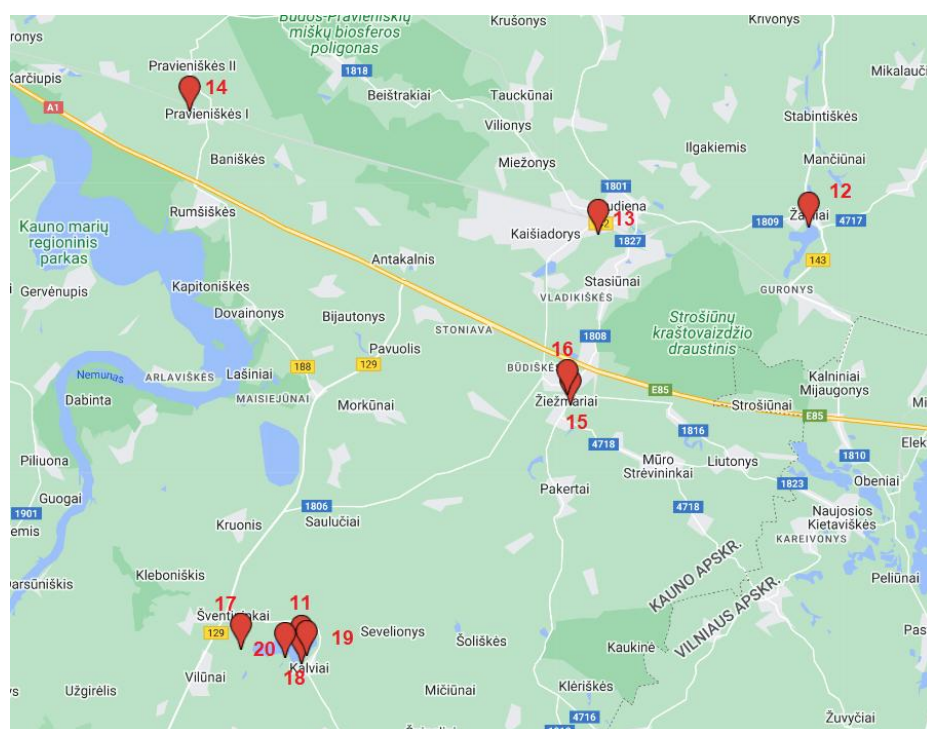 Budos-Pravieniškių
miškų biosferos
poligonas
Krušonys
Krivonys
Karčiupis
Pravieniškės II
14
1818
Beištrakiai
Tauckūnai
Mikalauč
A1
Pravieniškės I
Vilionys
Stabintiškės
Baniškės
Miežonys
Ilgakiemis
Mančiūnai
1801
12
Rumšiškės
13
Kauno marių
regioninis
parkas
Kaišiadorys
1827
1809
4717
Antakalnis
Stasiūnai
143
Gervėnupis
Kapitoniškės
VLADIKIŠKĖS
GURONYS
Dovainonys
Bijautonys
STONIAVA
Strošiūnų
kraštovaizdžio
draustinis
1808
Pavuolis
16
Nemunas
ARLAVIŠKĖS
Lašiniai
188
129
Kalniniai
Mijaugonys
Dabinta
MAISIEJŪNAI
Morkūnai
Žiežmariai
E85
Strošiūnai
15
E85
4718
1816
Elek
Piliuona
Mūro
Strėvininkai
Liutonys
1810
Guogai
Pakertai
1823
Obeniai
1901
1806
Saulučiai
4718
Naujosios
Kietaviškės
Kruonis
KAREIVONYS
Kleboniškis
KAUNO APSKR.
Peliūnai
Darsūniškis
VILNIAUS APSKR.
17
11
129
20
19
Sevelionys
Šoliškės
Kaukinė
Kalviai
18
Vilūnai
Užgirėlis
Mičiūnai
Klėriškės
4716
Žuvyčiai